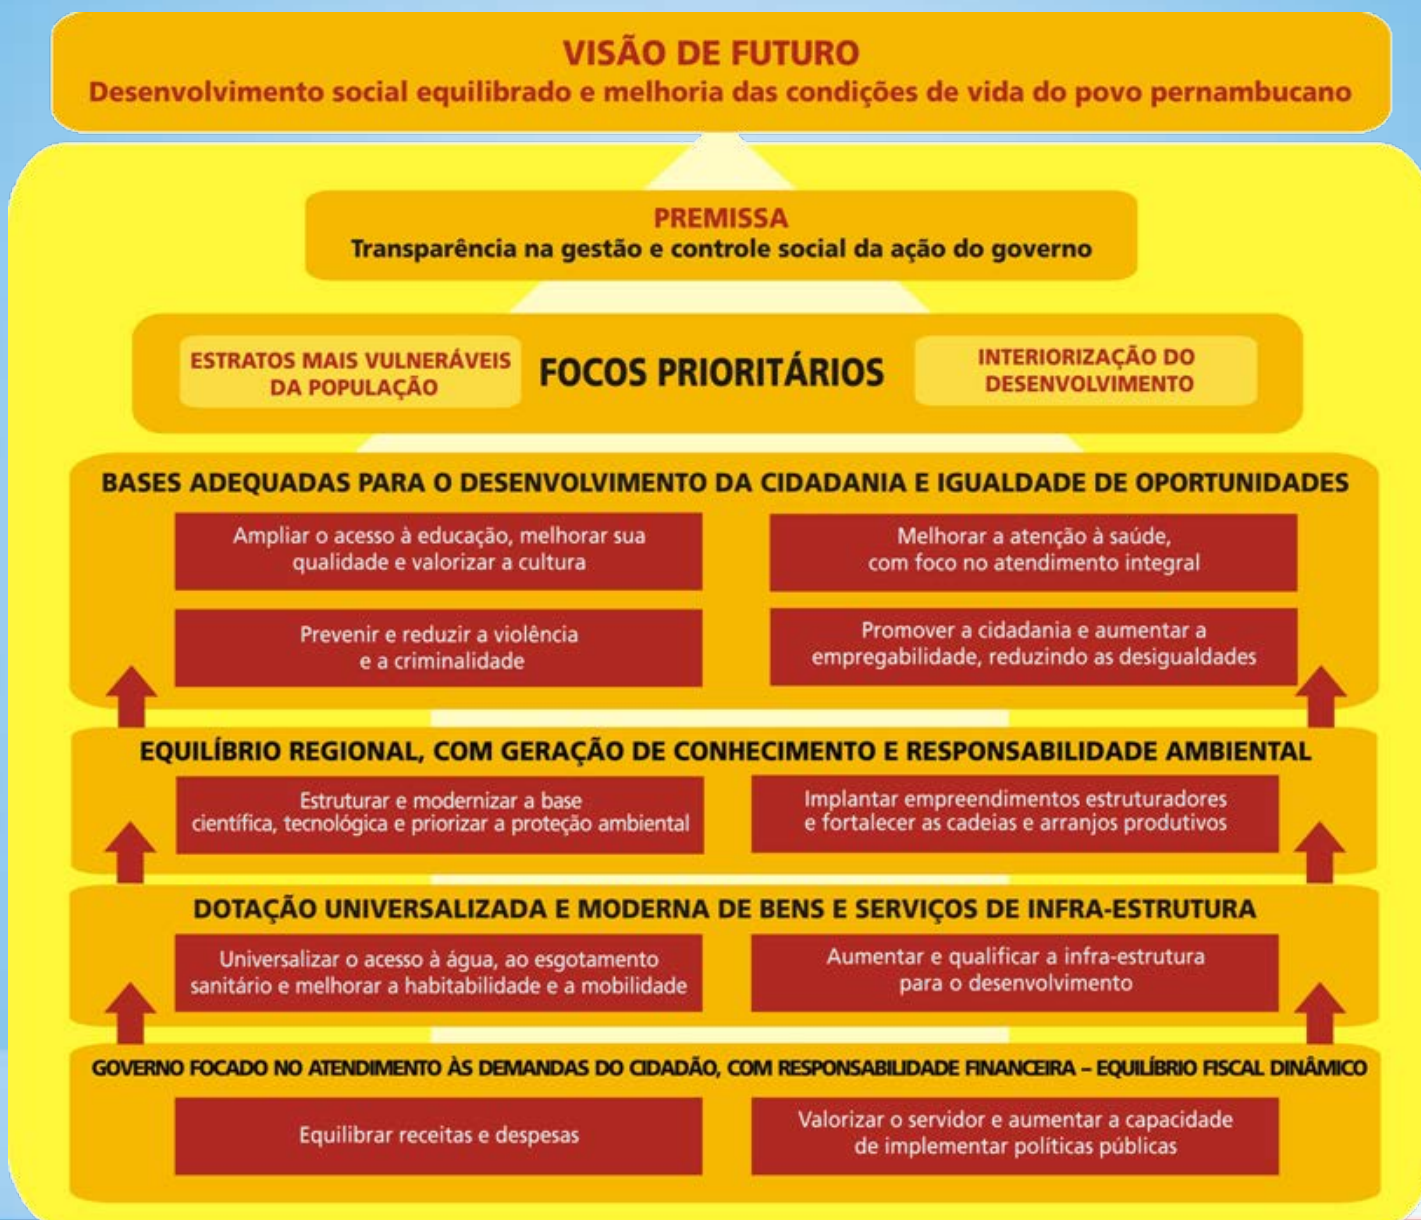 VISÃO DE FUTURO
Desenvolvimento social equilibrado e melhoria das condições de vida do povo pernambucano
PREMISSA
Transparência na gestão e controle social da ação do governo
ESTRATOS MAIS VULNERÁVEIS
DA POPULAÇÃO
FOCOS PRIORITÁRIOS
INTERIORIZAÇÃO DO
DESENVOLVIMENTO
BASES ADEQUADAS PARA O DESENVOLVIMENTO DA CIDADANIA E IGUALDADE DE OPORTUNIDADES
Ampliar o acesso à educação, melhorar sua
qualidade e valorizar a cultura
Melhorar a atenção à saúde,
com foco no atendimento integral
Prevenir e reduzir a violência
e a criminalidade
Promover a cidadania e aumentar a
empregabilidade, reduzindo as desigualdades
EQUILÍBRIO REGIONAL, COM GERAÇÃO DE CONHECIMENTO E RESPONSABILIDADE AMBIENTAL
Estruturar e modernizar a base
científica, tecnológica e priorizar a proteção ambiental
Implantar empreendimentos estruturadores
e fortalecer as cadeias e arranjos produtivos
DOTAÇÃO UNIVERSALIZADA E MODERNA DE BENS E SERVIÇOS DE INFRA-ESTRUTURA
Universalizar o acesso à água, ao esgotamento
sanitário e melhorar a habitabilidade e a mobilidade
Aumentar e qualificar a infra-estrutura
para o desenvolvimento
GOVERNO FOCADO NO ATENDIMENTO ÀS DEMANDAS DO CIDADÃO, COM RESPONSABILIDADE FINANCEIRA – EQUILÍBRIO FISCAL DINÂMICO
Equilibrar receitas e despesas
Valorizar o servidor e aumentar a capacidade
de implementar políticas públicas